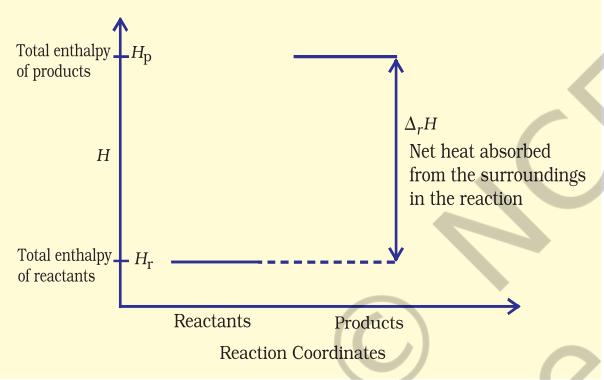 Total enthalpy
of products
Hp
H
ΔrH
Net heat absorbed
from the surroundings
in the reaction
Total enthalpy
of reactants
Hr
Reactants
Products
Reaction Coordinates
© NCE
e